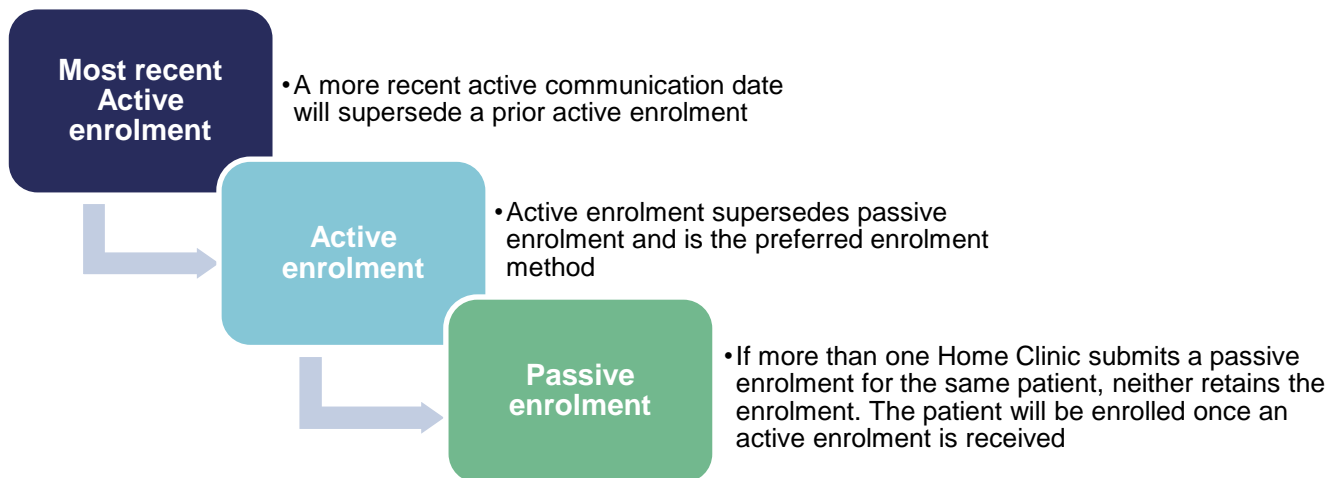 Most recent
Active
enrolment
•A more recent active communication date
will supersede a prior active enrolment
Active
enrolment
•Active enrolment supersedes passive
enrolment and is the preferred enrolment
method
Passive
enrolment
•If more than one Home Clinic submits a passive
enrolment for the same patient, neither retains the
enrolment. The patient will be enrolled once an
active enrolment is received